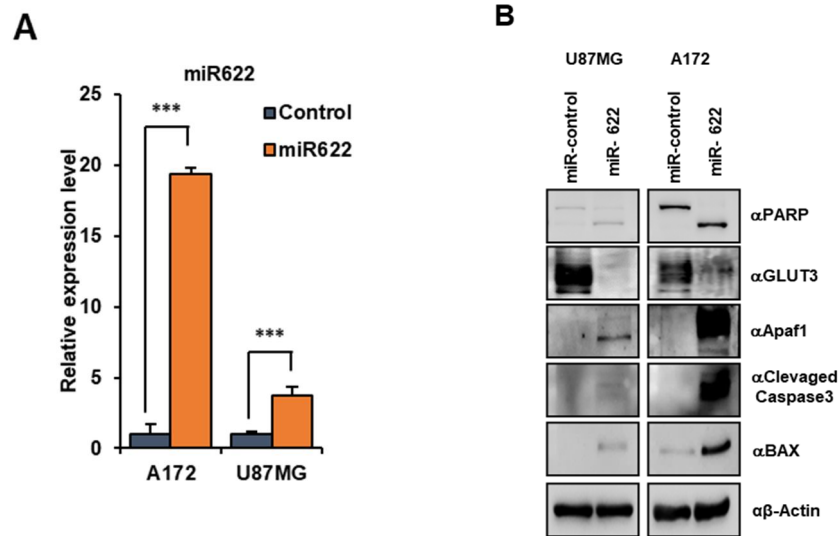 A
miR622
Relative expression level
25
20
15
10
5
0
***
***
Control
miR622
A172
U87MG
B
U87MG
A172
miR-control
miR- 622
miR-control
miR- 622
αPARP
αGLUT3
αApaf1
αClevaged
Caspase3
αBAX
αβ-Actin